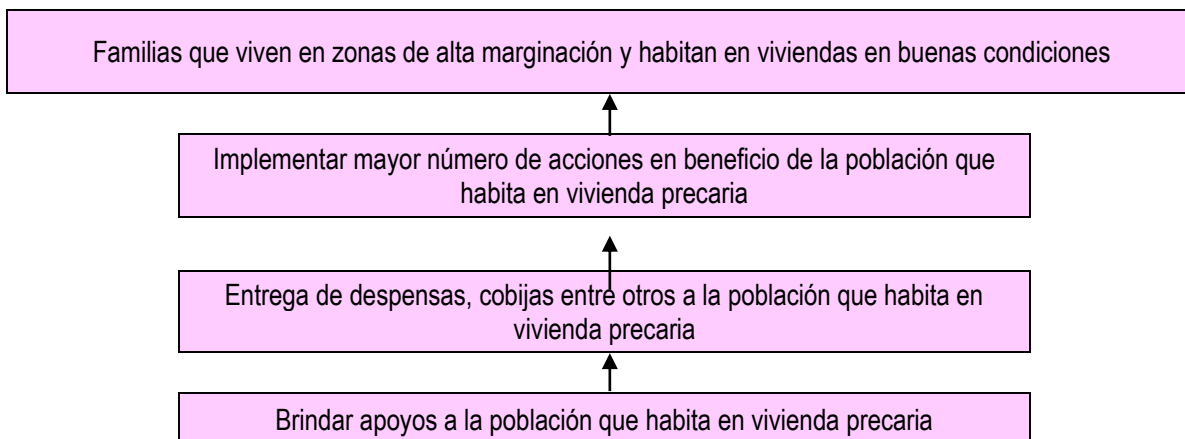 Familias que viven en zonas de alta marginación y habitan en viviendas en buenas condiciones
Implementar mayor número de acciones en beneficio de la población que
habita en vivienda precaria
Entrega de despensas, cobijas entre otros a la población que habita en
vivienda precaria
Brindar apoyos a la población que habita en vivienda precaria